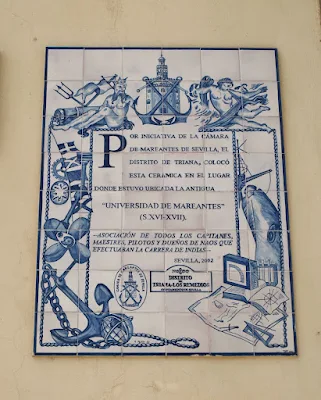 POR INICIATIVA DE LA CÁMARA
DE MAREANTES DE SEVILLA, EL
DISTRITO DE TRIANA, COLOCÓ
ESTA CERÁMICA EN EL LUGAR
DONDE ESTUVO UBICADA LA ANTIGUA
"UNIVERSIDAD DE MAREANTES"
(S.XVI-XVII).
-ASOCIACIÓN DE TODOS LOS CAPITANES,
MAESTRES, PILOTOS Y DUEÑOS DE NAOS QUE
EFECTUABAN LA CARRERA DE INDIAS-
SEVILLA, 2002
DISTRITO
TRIANA-LOS REMEDIOS